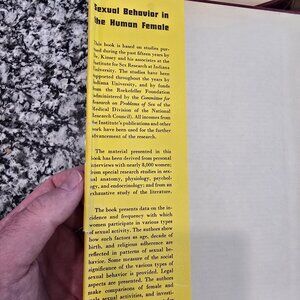 Sexual Behavior in
the Human Female
This book is based on studies pur-
sued during the past fifteen years by
Dr. Kinsey and his associates at the
Institute for Sex Research at Indiana
University. The studies have been
supported throughout the years by
Indiana University, and by funds
from the Rockefeller Foundation
administered by the Committee for
Research on Problems of Sex of the
Medical Division of the National
Research Council). All incomes from
the Institute's publications and other
work have been used for the further
advancement of the research.
The material presented in this
book has been derived from personal
interviews with nearly 8,000 women;
from special research studies in sex-
ual anatomy, physiology, psychol-
ogy, and endocrinology; and from an
exhaustive study of the literature.
The book presents data on the in-
cidence and frequency with which
women participate in various types
of sexual activity. The authors show
how such factors as age, decade of
birth, and religious adherence are
reflected in patterns of sexual be-
havior. Some measure of the social
significance of the various types of
sexual behavior is provided. Legal
aspects are presented. The authors
make comparisons of female and
male sexual activities, and investi-